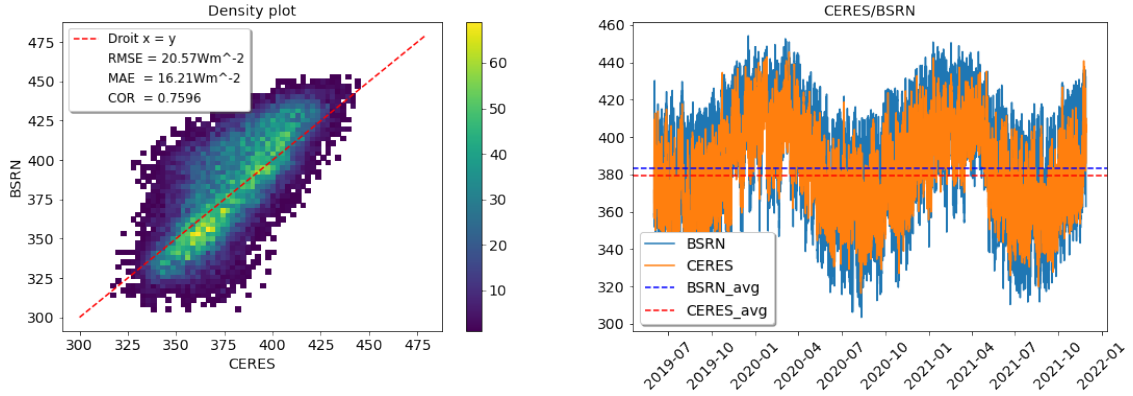 Density plot
Droit x = y
RMSE = 20.57Wm^-2
MAE = 16.21Wm^-2
COR = 0.7596
475
450
425
400
375
350
325
300
BSRN
300 325 350 375 400 425 450 475
CERES
60
50
40
30
20
10
CERES/BSRN
460
440
420
400
380
360
340
320
300
BSRN
CERES
BSRN_avg
CERES_avg
2019-07 2019-10 2020-01 2020-04 2020-07 2020-10 2021-01 2021-04 2021-07 2021-10 2022-01